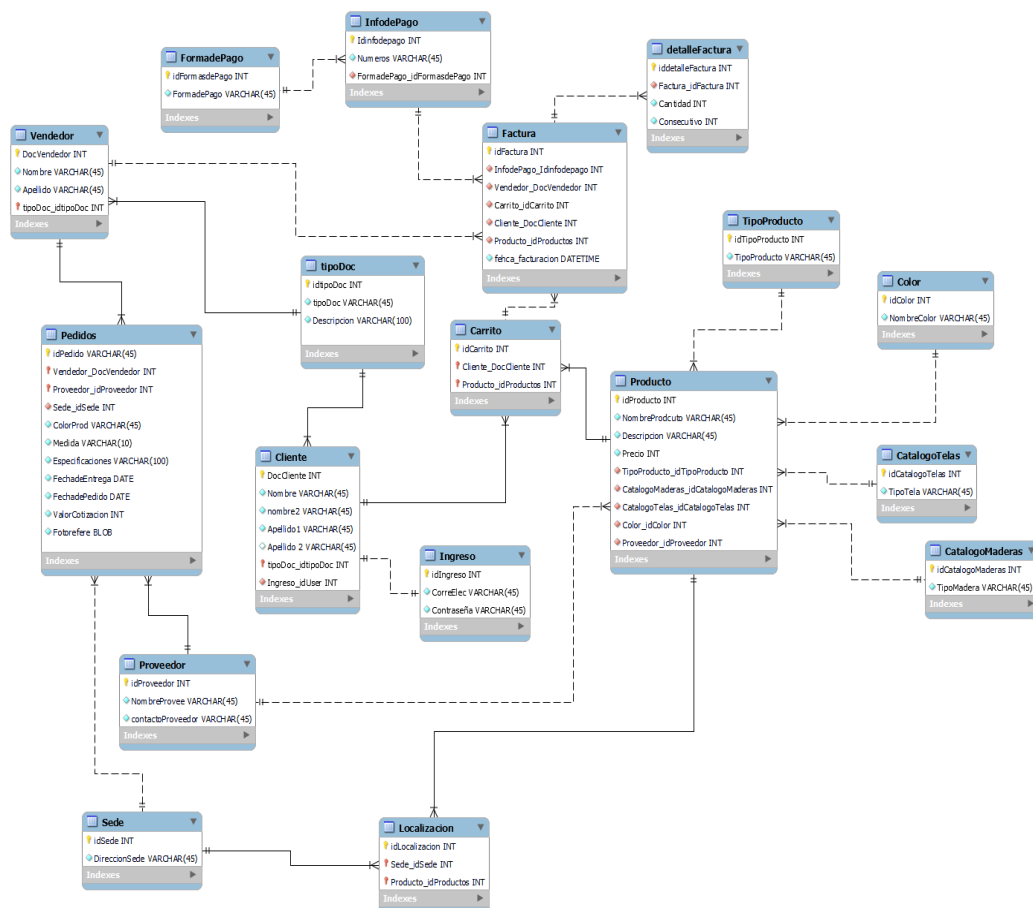 InfodePago
Idinfodepago INT
Numeros VARCHAR(45)
FormadePago_idFormasdePago INT
Indexes
FormadePago
idFormasdePago INT
FormadePago VARCHAR(45)
Indexes
detalleFactura
iddetalleFactura INT
Factura_idFactura INT
Cantidad INT
Consecutivo INT
Indexes
Vendedor
DocVendedor INT
Nombre VARCHAR(45)
Apellido VARCHAR(45)
tipoDoc_idtipoDoc INT
Indexes
Factura
idFactura INT
InfodePago_Idinfodepago INT
Vendedor_DocVendedor INT
Carrito_idCarrito INT
Cliente_DocCliente INT
Producto_idProductos INT
fehca_facturacion DATETIME
Indexes
TipoProducto
idTipoProducto INT
TipoProducto VARCHAR(45)
Indexes
tipoDoc
idtipoDoc INT
tipoDoc VARCHAR(45)
Descripcion VARCHAR(100)
Indexes
Color
idColor INT
NombreColor VARCHAR(45)
Indexes
Pedidos
idPedido VARCHAR(45)
Vendedor_DocVendedor INT
Proveedor_idProveedor INT
Sede_idSede INT
ColorProd VARCHAR(45)
Medida VARCHAR(10)
Especificaciones VARCHAR(100)
FechadeEntrega DATE
FechadePedido DATE
ValorCotizacion INT
Fotorefere BLOB
Indexes
Carrito
idCarrito INT
Cliente_DocCliente INT
Producto_idProductos INT
Indexes
Producto
idProducto INT
NombreProdcuto VARCHAR(45)
Descripcion VARCHAR(45)
Precio INT
TipoProducto_idTipoProducto INT
CatalogoMaderas_idCatalogoMaderas INT
CatalogoTelas_idCatalogoTelas INT
Color_idColor INT
Proveedor_idProveedor INT
Indexes
Cliente
DocCliente INT
Nombre VARCHAR(45)
nombre2 VARCHAR(45)
Apellido1 VARCHAR(45)
Apellido 2 VARCHAR(45)
tipoDoc_idtipoDoc INT
Ingreso_idUser INT
Indexes
CatalogoTelas
idCatalogoTelas INT
TipoTela VARCHAR(45)
Indexes
Ingreso
idIngreso INT
CorreElec VARCHAR(45)
Contraseña VARCHAR(45)
Indexes
CatalogoMaderas
idCatalogoMaderas INT
TipoMadera VARCHAR(45)
Indexes
Proveedor
idProveedor INT
NombreProvee VARCHAR(45)
contactoProveedor VARCHAR(45)
Indexes
Sede
idSede INT
DireccionSede VARCHAR(45)
Indexes
Localizacion
idLocalizacion INT
Sede_idSede INT
Producto_idProductos INT
Indexes